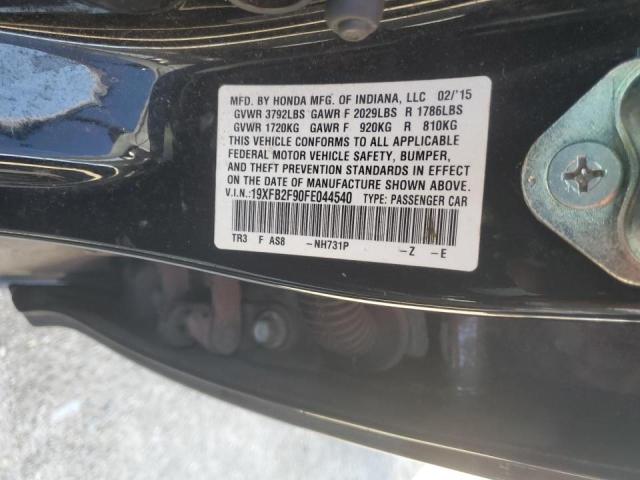 MFD. BY HONDA MFG. OF INDIANA, LLC 02/'15
GVWR 3792LBS GAWR F 2029LBS R 1786LBS
GVWR 1720KG GAWR F 920KG R 810KG
THIS VEHICLE CONFORMS TO ALL APPLICABLE
FEDERAL MOTOR VEHICLE SAFETY, BUMPER,
AND THEFT PREVENTION STANDARDS IN EFFECT
ON THE DATE OF MANUFACTURE SHOWN ABOVE.
V.I.N.:19XFB2F90FE044540 TYPE: PASSENGER CAR
TR3 F AS8 -NH731P -Z -E